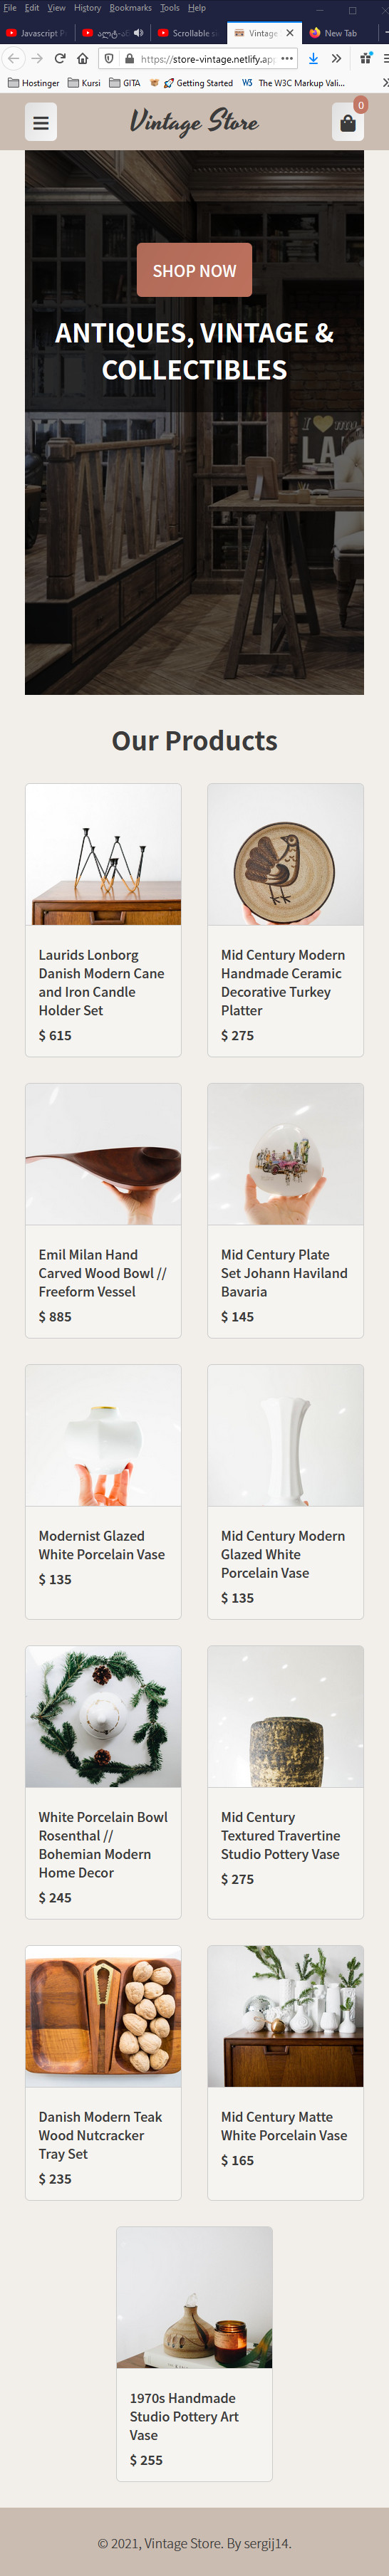 File Edit View History Bookmarks Tools Help
Javascript
Scrollable
Vintage
New Tab
https://store-vintage.netlify.ap
Hostinger Kursi GITA Getting Started W3 The W3C Markup Vali...
Vintage Store
0
SHOP NOW
ANTIQUES, VINTAGE &
COLLECTIBLES
I
LA
Our Products
Laurids Lonborg
Danish Modern Cane
and Iron Candle
Holder Set
$ 615
Mid Century Modern
Handmade Ceramic
Decorative Turkey
Platter
$ 275
Emil Milan Hand
Carved Wood Bowl //
Freeform Vessel
$ 885
Mid Century Plate
Set Johann Haviland
Bavaria
$ 145
Modernist Glazed
White Porcelain Vase
$ 135
Mid Century Modern
Glazed White
Porcelain Vase
$ 135
White Porcelain Bowl
Rosenthal //
Bohemian Modern
Home Decor
$ 245
Mid Century
Textured Travertine
Studio Pottery Vase
$ 275
Danish Modern Teak
Wood Nutcracker
Tray Set
$ 235
Mid Century Matte
White Porcelain Vase
$ 165
1970s Handmade
Studio Pottery Art
Vase
$ 255
© 2021, Vintage Store. By sergij14.